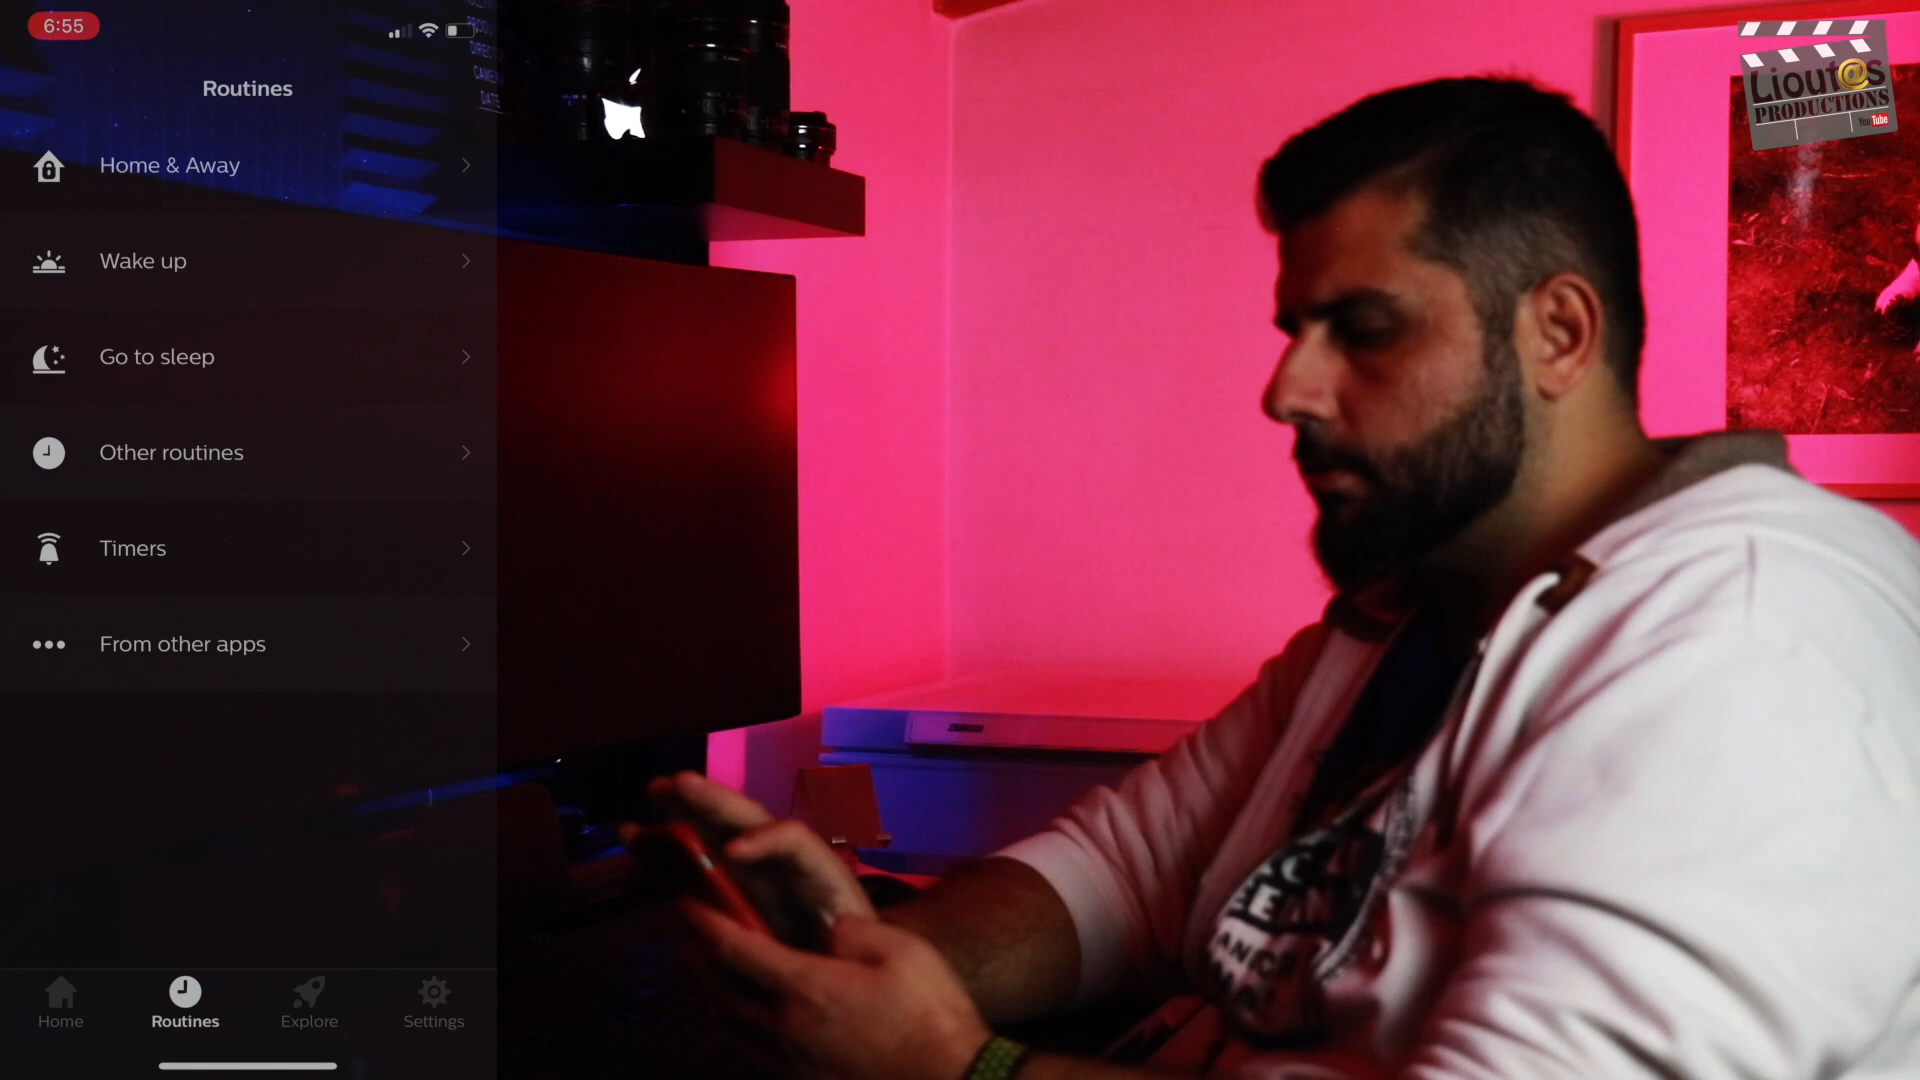 6:55
Routines
Home & Away
Wake up
Go to sleep
Other routines
Timers
From other apps
Home
Routines
Explore
Settings
Liout@s
PRODUCTIONS
YouTube